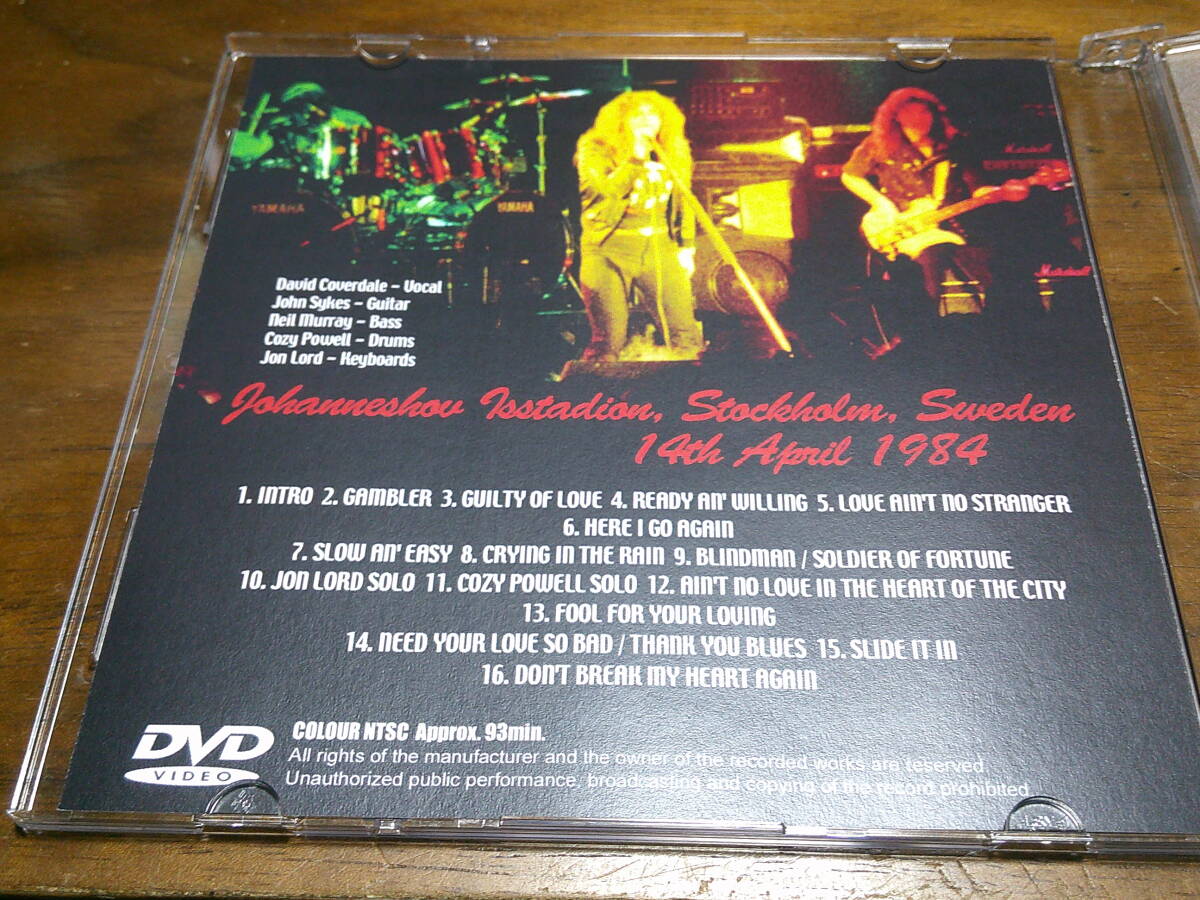 YAMAHA
YAMAHA
Marshall
Marshall
David Coverdale – Vocal
John Sykes – Guitar
Neil Murray – Bass
Cozy Powell – Drums
Jon Lord – Keyboards
Johanneshov Isstadion, Stockholm, Sweden
14th April 1984
1. INTRO 2. GAMBLER 3. GUILTY OF LOVE 4. READY AN' WILLING 5. LOVE AIN'T NO STRANGER
6. HERE I GO AGAIN
7. SLOW AN' EASY 8. CRYING IN THE RAIN 9. BLINDMAN / SOLDIER OF FORTUNE
10. JON LORD SOLO 11. COZY POWELL SOLO 12. AIN'T NO LOVE IN THE HEART OF THE CITY
13. FOOL FOR YOUR LOVING
14. NEED YOUR LOVE SO BAD / THANK YOU BLUES 15. SLIDE IT IN
16. DON'T BREAK MY HEART AGAIN
DVD
VIDEO
COLOUR NTSC Approx. 93min.
All rights of the manufacturer and the owner of the recorded works are reserved.
Unauthorized public performance, broadcasting and copying of the record prohibited.